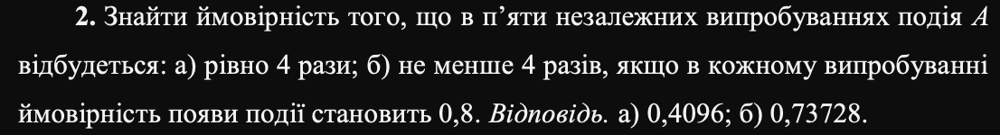 2. Знайти ймовірність того, що в п’яти незалежних випробуваннях подія A
відбудеться: а) рівно 4 рази; б) не менше 4 разів, якщо в кожному випробуванні
ймовірність появи події становить 0,8. Відповідь. а) 0,4096; б) 0,73728.